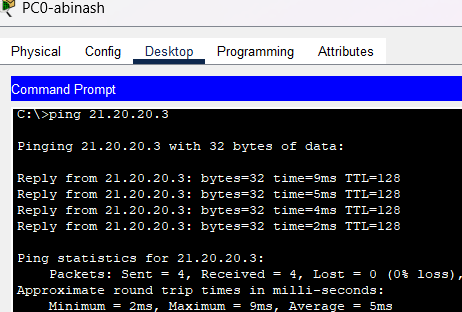 PC0-abinash
Physical Config Desktop Programming Attributes
Command Prompt
C:\>ping 21.20.20.3
Pinging 21.20.20.3 with 32 bytes of data:
Reply from 21.20.20.3: bytes=32 time=9ms TTL=128
Reply from 21.20.20.3: bytes=32 time=5ms TTL=128
Reply from 21.20.20.3: bytes=32 time=4ms TTL=128
Reply from 21.20.20.3: bytes=32 time=2ms TTL=128
Ping statistics for 21.20.20.3:
Packets: Sent = 4, Received = 4, Lost = 0 (0% loss),
Approximate round trip times in milli-seconds:
Minimum = 2ms, Maximum = 9ms, Average = 5ms